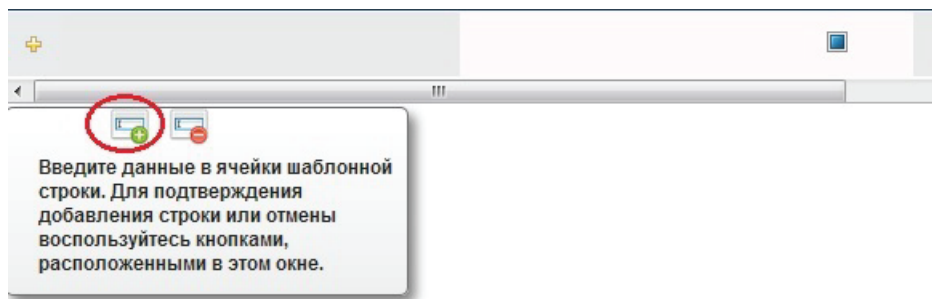 Введите данные в ячейки шаблонной
строки. Для подтверждения
добавления строки или отмены
воспользуйтесь кнопками,
расположенными в этом окне.